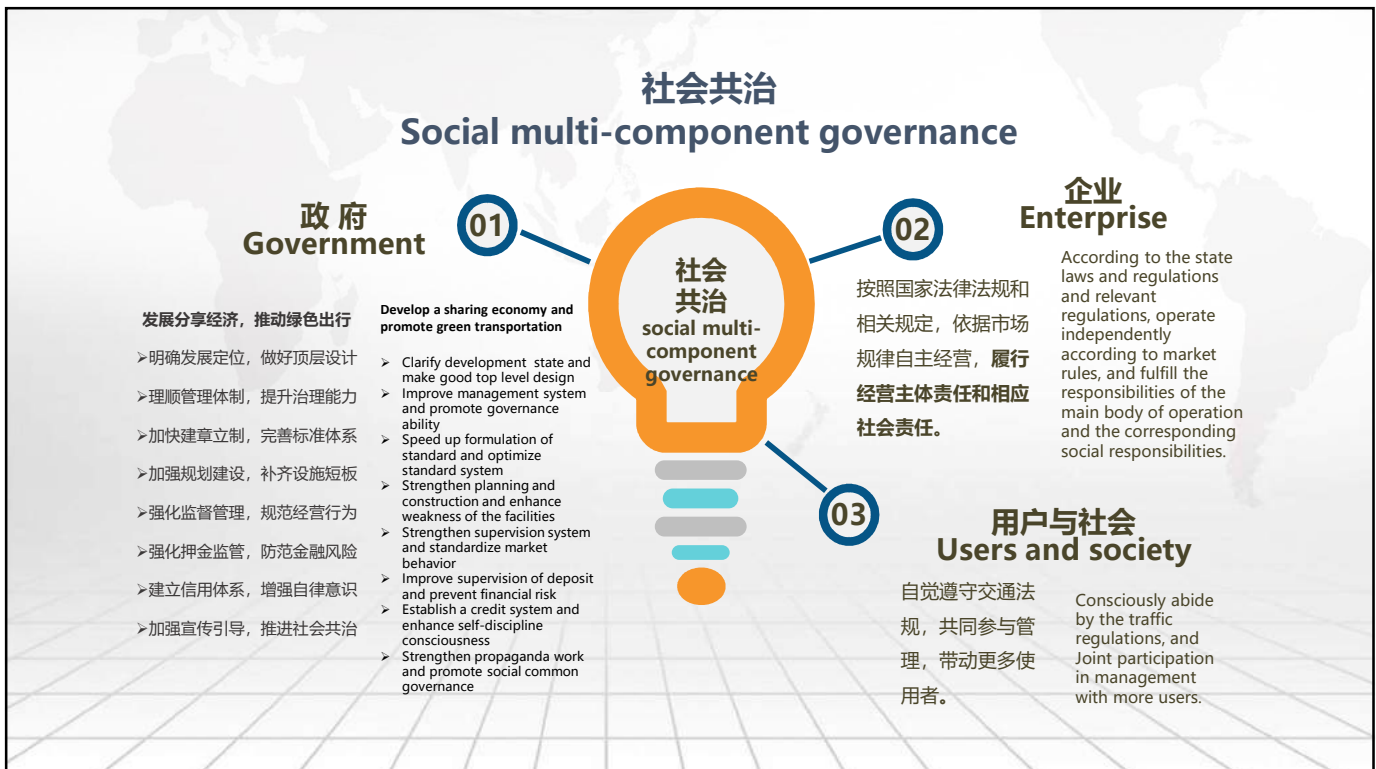 社会共治
Social multi-component governance
01
政 府
Government
发展分享经济，推动绿色出行
➢明确发展定位，做好顶层设计
➢理顺管理体制，提升治理能力
➢加快建章立制，完善标准体系
➢加强规划建设，补齐设施短板
➢强化监督管理，规范经营行为
➢强化押金监管，防范金融风险
➢建立信用体系，增强自律意识
➢加强宣传引导，推进社会共治
Develop a sharing economy and
promote green transportation
➢ Clarify development state and
make good top level design
➢ Improve management system
and promote governance
ability
➢ Speed up formulation of
standard and optimize
standard system
➢ Strengthen planning and
construction and enhance
weakness of the facilities
➢ Strengthen supervision system
and standardize market
behavior
➢ Improve supervision of deposit
and prevent financial risk
➢ Establish a credit system and
enhance self-discipline
consciousness
➢ Strengthen propaganda work
and promote social common
governance
社会
共治
social multi-
component
governance
02
企业
Enterprise
按照国家法律法规和
相关规定，依据市场
规律自主经营，履行
经营主体责任和相应
社会责任。
According to the state
laws and regulations
and relevant
regulations, operate
independently
according to market
rules, and fulfill the
responsibilities of the
main body of operation
and the corresponding
social responsibilities.
03
用户与社会
Users and society
自觉遵守交通法
规，共同参与管
理，带动更多使
用者。
Consciously abide
by the traffic
regulations, and
Joint participation
in management
with more users.